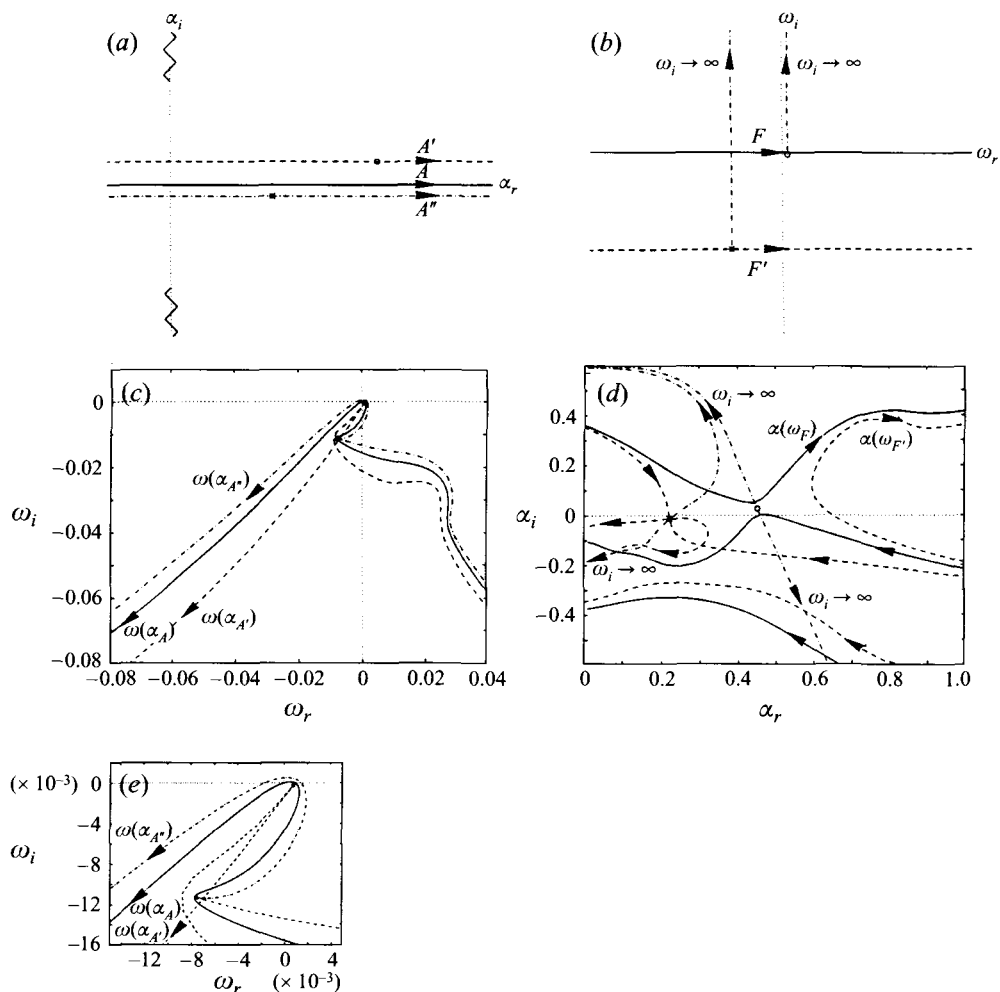 (a)
α_i
A′
A
α_r
A″
(b)
ω_i
ω_i → ∞
ω_i → ∞
F
ω_r
F′
(c)
0
−0.02
−0.04
−0.06
−0.08
ω_i
ω(α_A″)
ω(α_A)
ω(α_A′)
−0.08 −0.06 −0.04 −0.02 0 0.02 0.04
ω_r
(d)
0.4
0.2
0
−0.2
−0.4
α_i
ω_i → ∞
α(ω_F)
α(ω_F′)
ω_i → ∞
ω_i → ∞
0 0.2 0.4 0.6 0.8 1.0
α_r
(× 10⁻³)
(e)
0
−4
−8
−12
−16
ω_i
ω(α_A″)
ω(α_A)
ω(α_A′)
−12 −8 −4 0 4
ω_r (× 10⁻³)